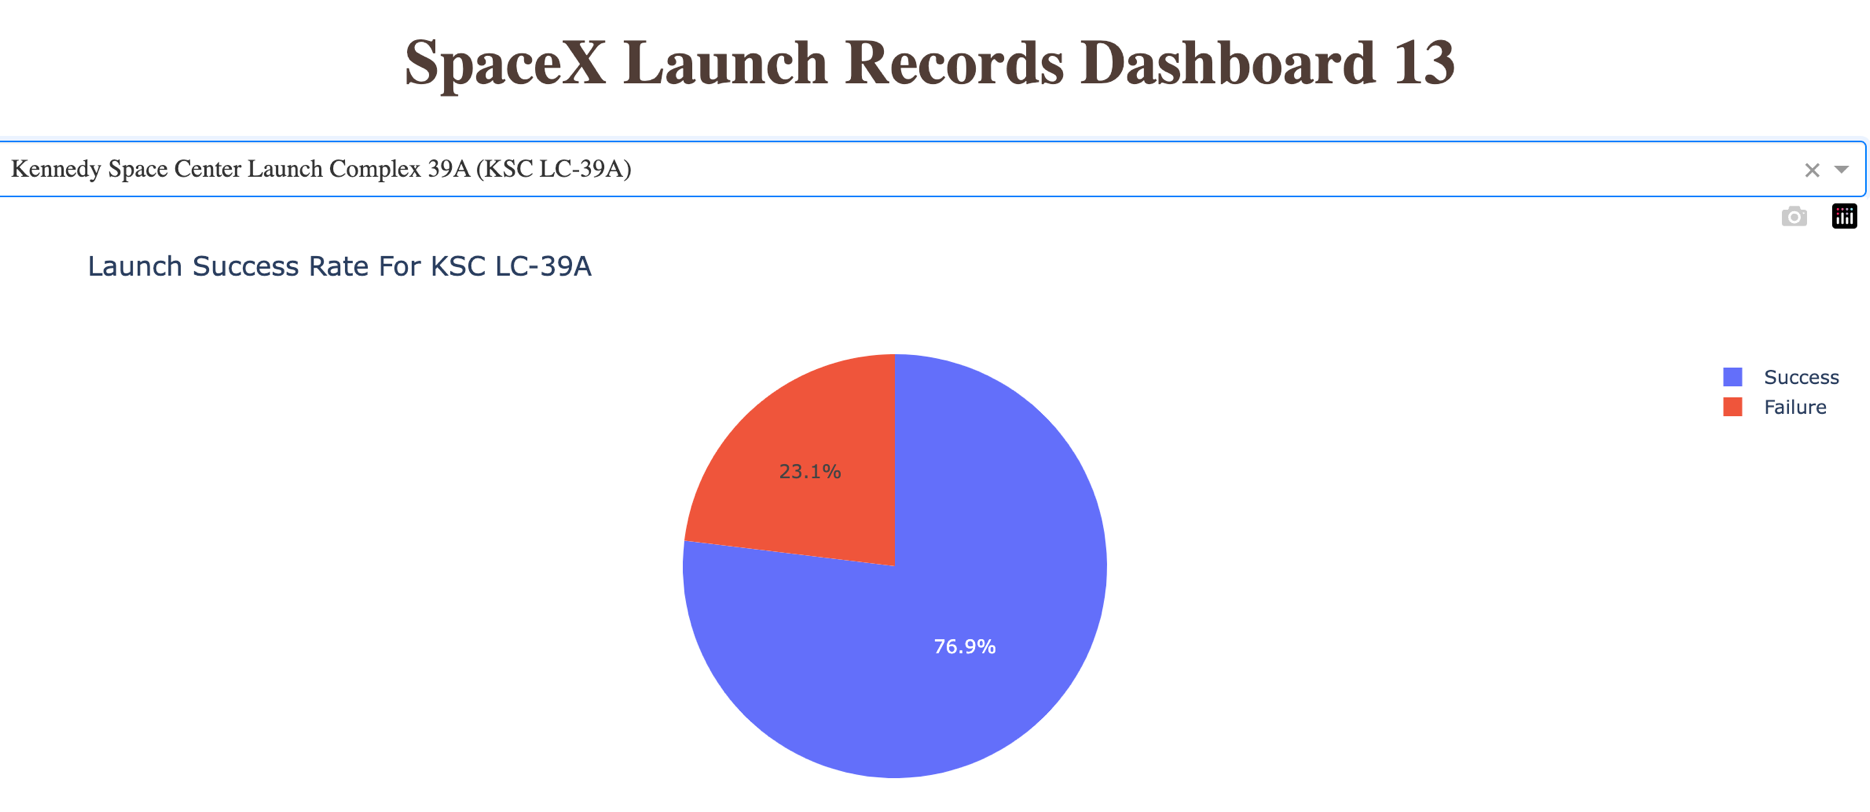 SpaceX Launch Records Dashboard 13
Kennedy Space Center Launch Complex 39A (KSC LC-39A)
Launch Success Rate For KSC LC-39A
Success
Failure
23.1%
76.9%